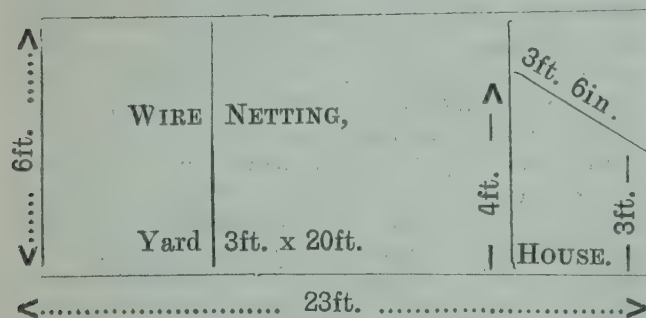 3ft. 6in.
WIRE NETTING,
6ft.
4ft.
3ft.
Yard 3ft. x 20ft.
HOUSE.
23ft.